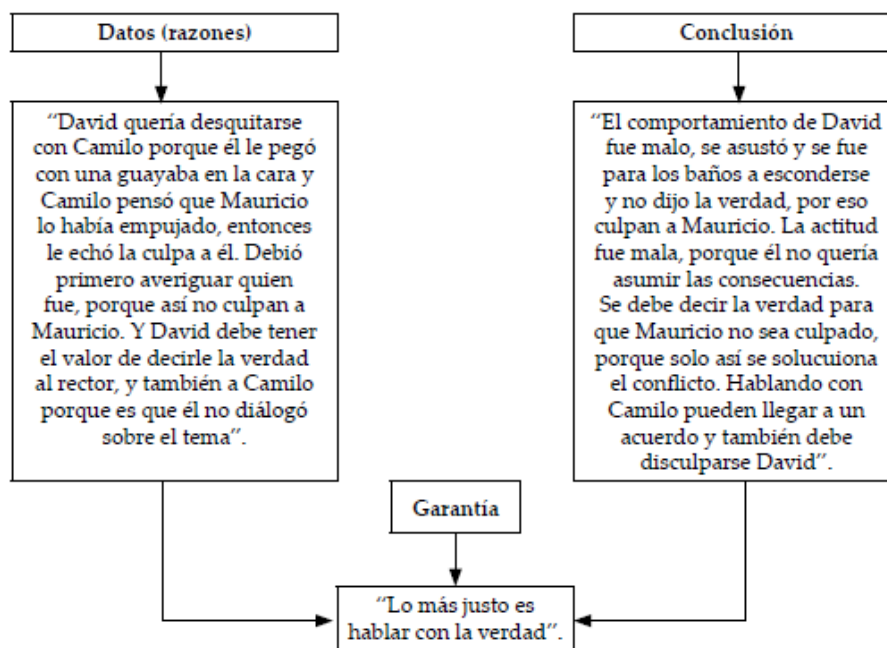 Datos (razones)
“David quería desquitarse
con Camilo porque él le pegó
con una guayaba en la cara y
Camilo pensó que Mauricio
lo había empujado, entonces
le echó la culpa a él. Debió
primero averiguar quien
fue, porque así no culpan a
Mauricio. Y David debe tener
el valor de decirle la verdad
al rector, y también a Camilo
porque es que él no diálogó
sobre el tema”.
Conclusión
“El comportamiento de David
fue malo, se asustó y se fue
para los baños a esconderse
y no dijo la verdad, por eso
culpan a Mauricio. La actitud
fue mala, porque él no quería
asumir las consecuencias.
Se debe decir la verdad para
que Mauricio no sea culpado,
porque solo así se solucuiona
el conflicto. Hablando con
Camilo pueden llegar a un
acuerdo y también debe
disculparse David”.
Garantía
“Lo más justo es
hablar con la verdad”.